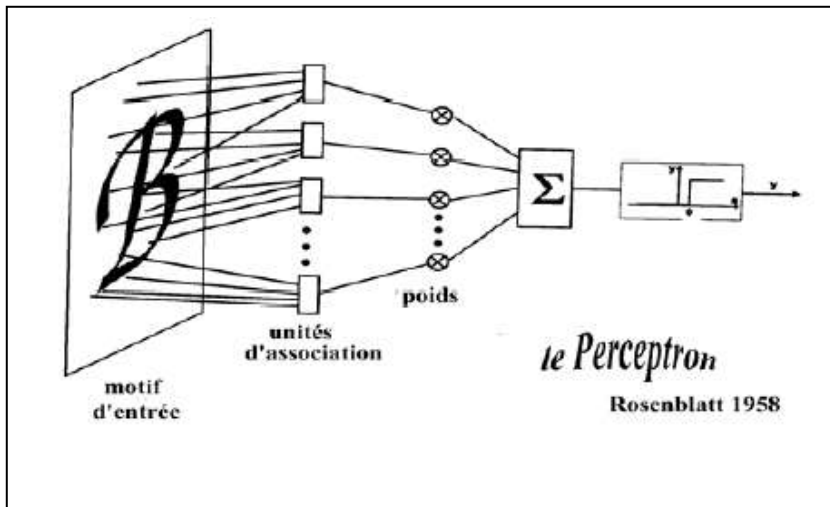 B
Σ
y
y
poids
unités
d'association
motif
d'entrée
le Perceptron
Rosenblatt 1958